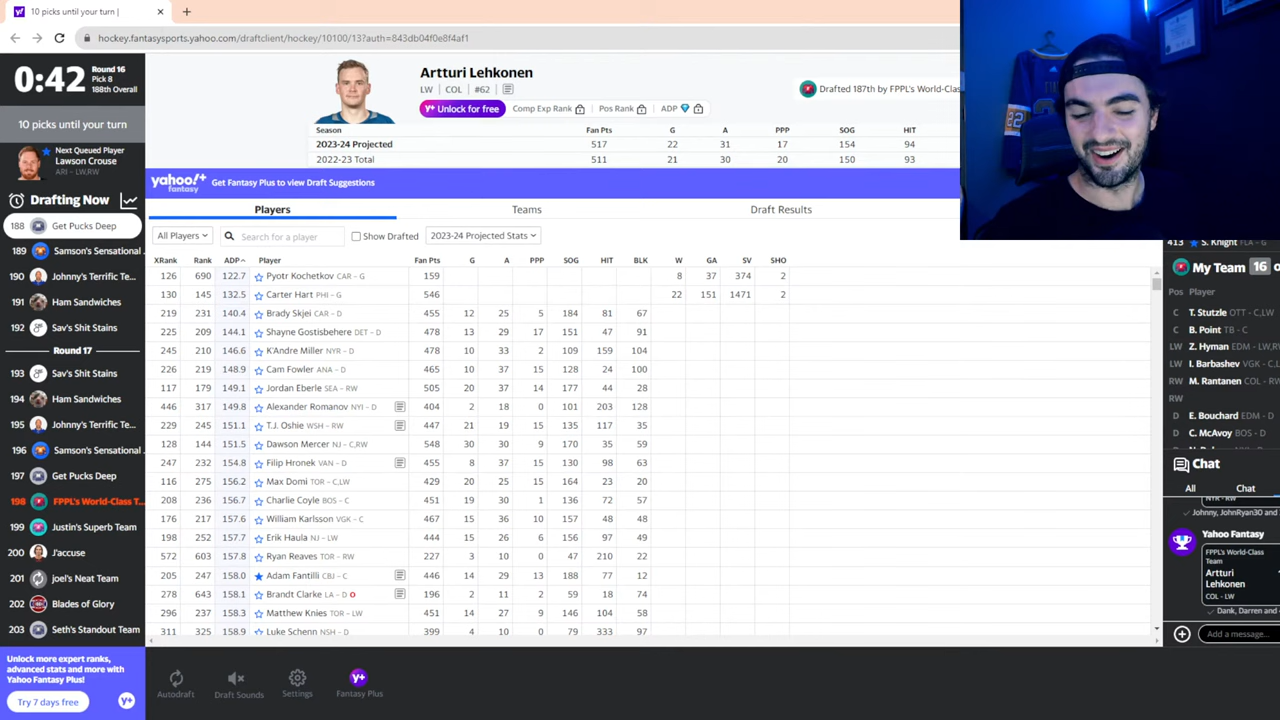 10 picks until your turn |
hockey.fantasysports.yahoo.com/draftclient/hockey/10100/13?auth=843db04f0e8f4af1
0:42
Round 16
Pick 8
188th Overall
10 picks until your turn
Next Queued Player
Lawson Crouse
ARI - LW,RW
Drafting Now
188 Get Pucks Deep
189 Samson's Sensational .
190 Johnny's Terrific Te...
191 Ham Sandwiches
192 Sav's Shit Stains
Round 17
193 Sav's Shit Stains
194 Ham Sandwiches
195 Johnny's Terrific Te...
196 Samson's Sensational .
197 Get Pucks Deep
198 FPPL's World-Class T...
199 Justin's Superb Team
200 J'accuse
201 Joel's Neat Team
202 Blades of Glory
203 Seth's Standout Team
Unlock more expert ranks, advanced stats and more with Yahoo Fantasy Plus!
Try 7 days free
y+
Artturi Lehkonen
LW | COL | #62
y+ Unlock for free Comp Exp Rank Pos Rank ADP
Drafted 187th by FPPL's World-Clas
Season Fan Pts G A PPP SOG HIT
2023-24 Projected 517 22 31 17 154 94
2022-23 Total 511 21 30 20 150 93
yahoo!+ fantasy Get Fantasy Plus to view Draft Suggestions
Players Teams Draft Results
All Players Search for a player Show Drafted 2023-24 Projected Stats
XRank Rank ADP Player Fan Pts G A PPP SOG HIT BLK W GA SV SHO
126 690 122.7 Pyotr Kochetkov CAR - G 159 8 37 374 2
130 145 132.5 Carter Hart PHI - G 546 22 151 1471 2
219 231 140.4 Brady Skjei CAR - D 455 12 25 5 184 81 67
225 209 144.1 Shayne Gostisbehere DET - D 478 13 29 17 151 47 91
245 210 146.6 K'Andre Miller NYR - D 478 10 33 2 109 159 104
226 219 148.9 Cam Fowler ANA - D 465 10 37 15 128 24 100
117 179 149.1 Jordan Eberle SEA - RW 505 20 37 14 177 44 28
446 317 149.8 Alexander Romanov NYI - D 404 2 18 0 101 203 128
229 245 151.1 T.J. Oshie WSH - RW 447 21 19 15 135 117 35
128 144 151.5 Dawson Mercer NJ - C,RW 548 30 30 9 170 35 59
247 232 154.8 Filip Hronek VAN - D 455 8 37 15 130 98 63
116 275 156.2 Max Domi TOR - C,LW 429 20 25 15 164 23 20
208 236 156.7 Charlie Coyle BOS - C 451 19 30 1 136 72 57
176 217 157.6 William Karlsson VGK - C 467 15 36 10 157 48 48
198 252 157.7 Erik Haula NJ - LW 444 15 26 6 156 97 49
572 603 157.8 Ryan Reaves TOR - RW 227 3 10 0 47 210 22
205 247 158.0 Adam Fantilli CBJ - C 446 14 29 13 188 77 12
278 643 158.1 Brandt Clarke LA - D O 196 2 11 2 59 18 74
296 237 158.3 Matthew Knies TOR - LW 451 14 27 9 146 104 58
311 325 158.9 Luke Schenn NSH - D 399 4 10 0 79 333 97
Autodraft Draft Sounds Settings Fantasy Plus
413 S. Knight FLA - G
My Team 16 o
Pos Player
C T. Stutzle OTT - C,LW
C B. Point TB - C
LW Z. Hyman EDM - LW,R
LW I. Barbashev VGK - C,
RW M. Rantanen COL - RW
RW
D E. Bouchard EDM - D
D C. McAvoy BOS - D
Chat
All Chat
NYR - RW
Johnny, JohnRyan30 and
Yahoo Fantasy
FPPL's World-Class Team
Artturi Lehkonen
COL - LW
Dank, Darren and
Add a message...